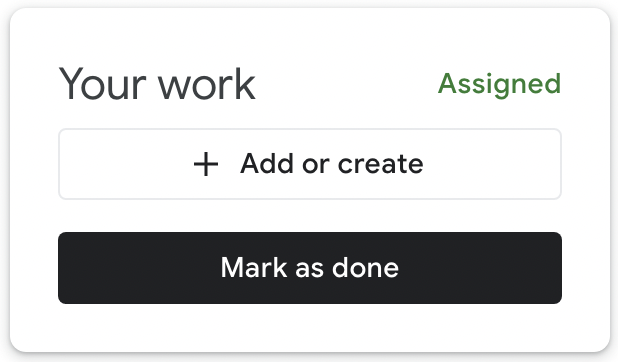 Your work
Assigned
+ Add or create
Mark as done